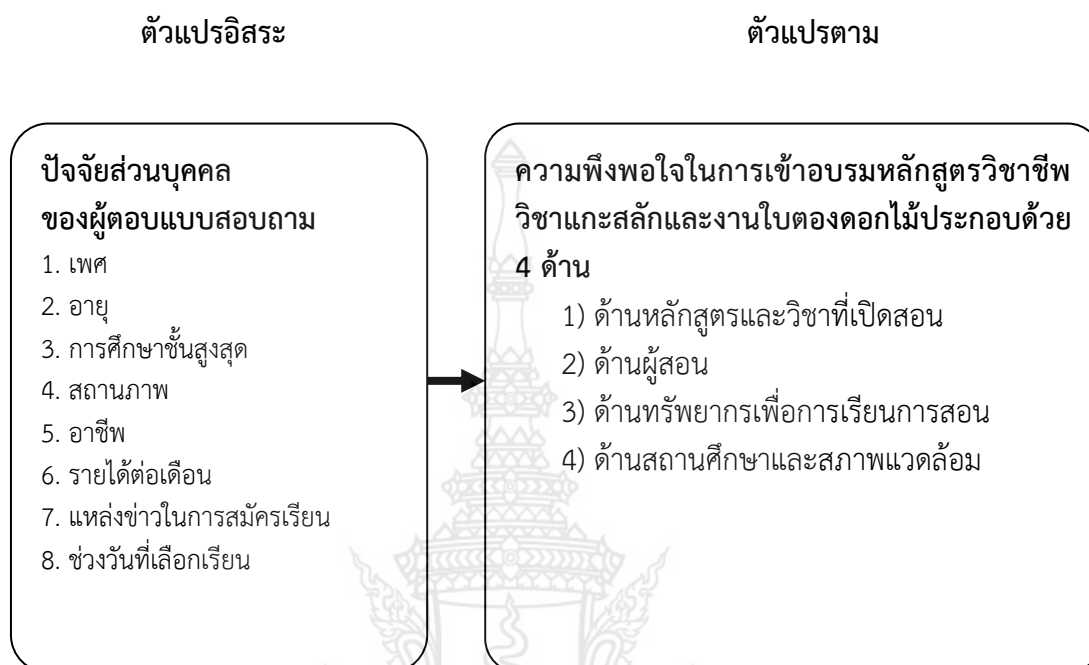 ตัวแปรอิสระ
ตัวแปรตาม
ปัจจัยส่วนบุคคล
ของผู้ตอบแบบสอบถาม
1. เพศ
2. อายุ
3. การศึกษาชั้นสูงสุด
4. สถานภาพ
5. อาชีพ
6. รายได้ต่อเดือน
7. แหล่งข่าวในการสมัครเรียน
8. ช่วงวันที่เลือกเรียน
ความพึงพอใจในการเข้าอบรมหลักสูตรวิชาชีพ
วิชาแกะสลักและงานใบตองดอกไม้ประกอบด้วย
4 ด้าน
1) ด้านหลักสูตรและวิชาที่เปิดสอน
2) ด้านผู้สอน
3) ด้านทรัพยากรเพื่อการเรียนการสอน
4) ด้านสถานศึกษาและสภาพแวดล้อม